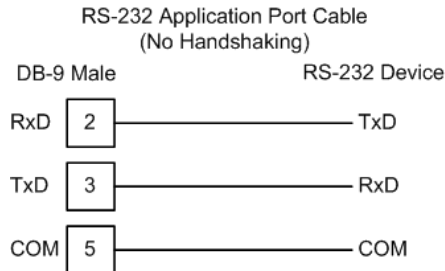 RS-232 Application Port Cable
(No Handshaking)
DB-9 Male RS-232 Device
RxD 2 TxD
TxD 3 RxD
COM 5 COM